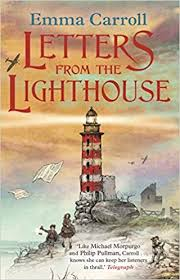 Emma Carroll
LETTERS
FROM THE
LIGHTHOUSE
'Like Michael Morpurgo
and Philip Pullman, Carroll
knows she can keep her listeners
in thrall.' Telegraph